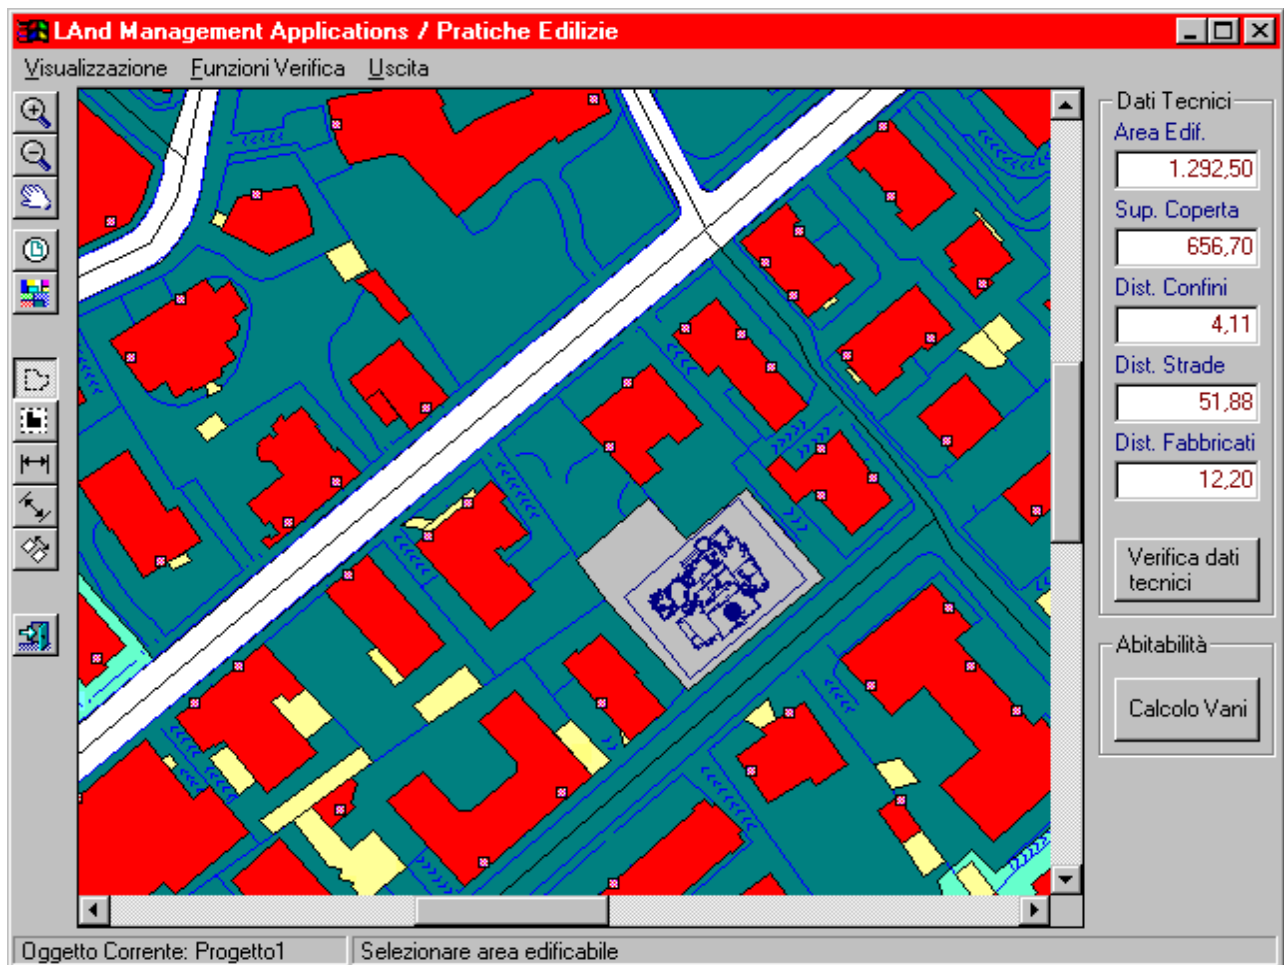 LAnd Management Applications / Pratiche Edilizie
Visualizzazione Funzioni Verifica Uscita
Dati Tecnici
Area Edif.
1.292,50
Sup. Coperta
656,70
Dist. Confini
4,11
Dist. Strade
51,88
Dist. Fabbricati
12,20
Verifica dati
tecnici
Abitabilità
Calcolo Vani
Oggetto Corrente: Progetto1
Selezionare area edificabile